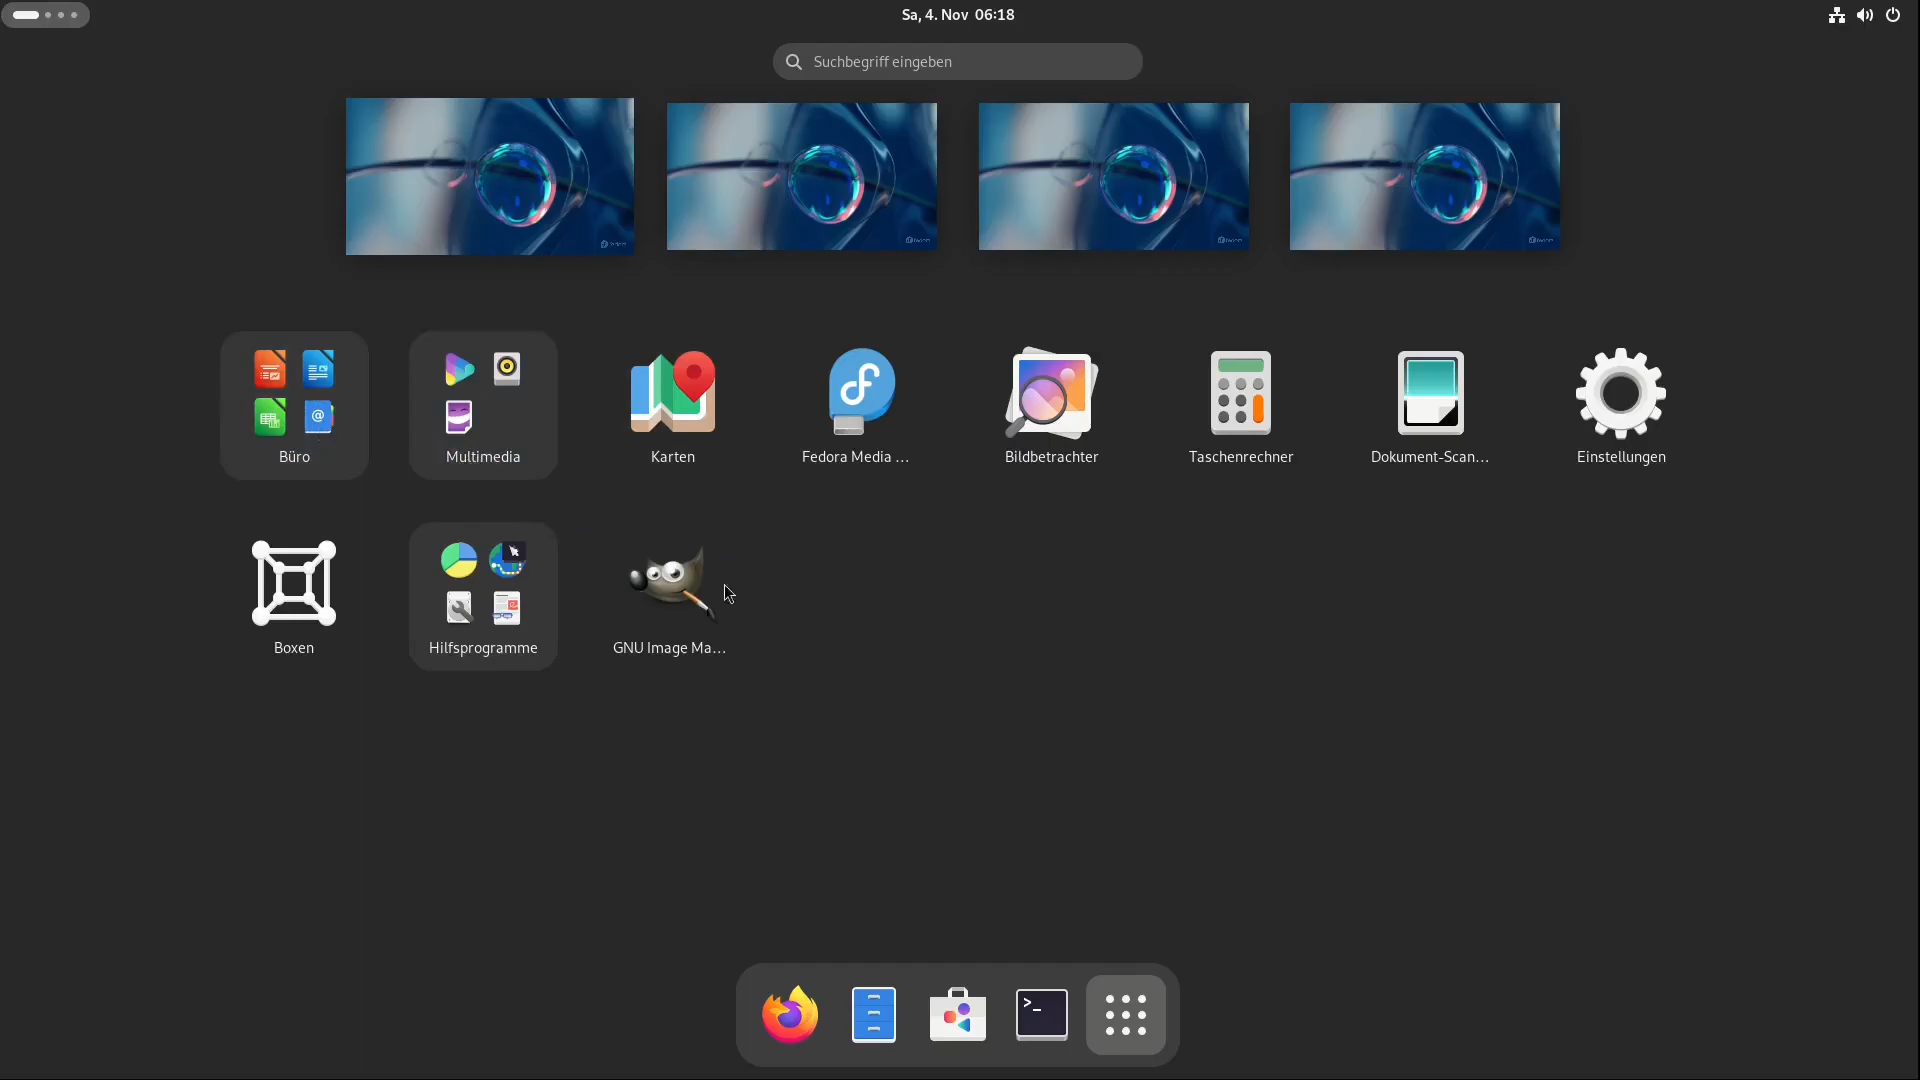 Sa, 4. Nov 06:18
Suchbegriff eingeben
Büro
Multimedia
Karten
Fedora Media ...
Bildbetrachter
Taschenrechner
Dokument-Scan...
Einstellungen
Boxen
Hilfsprogramme
GNU Image Ma...